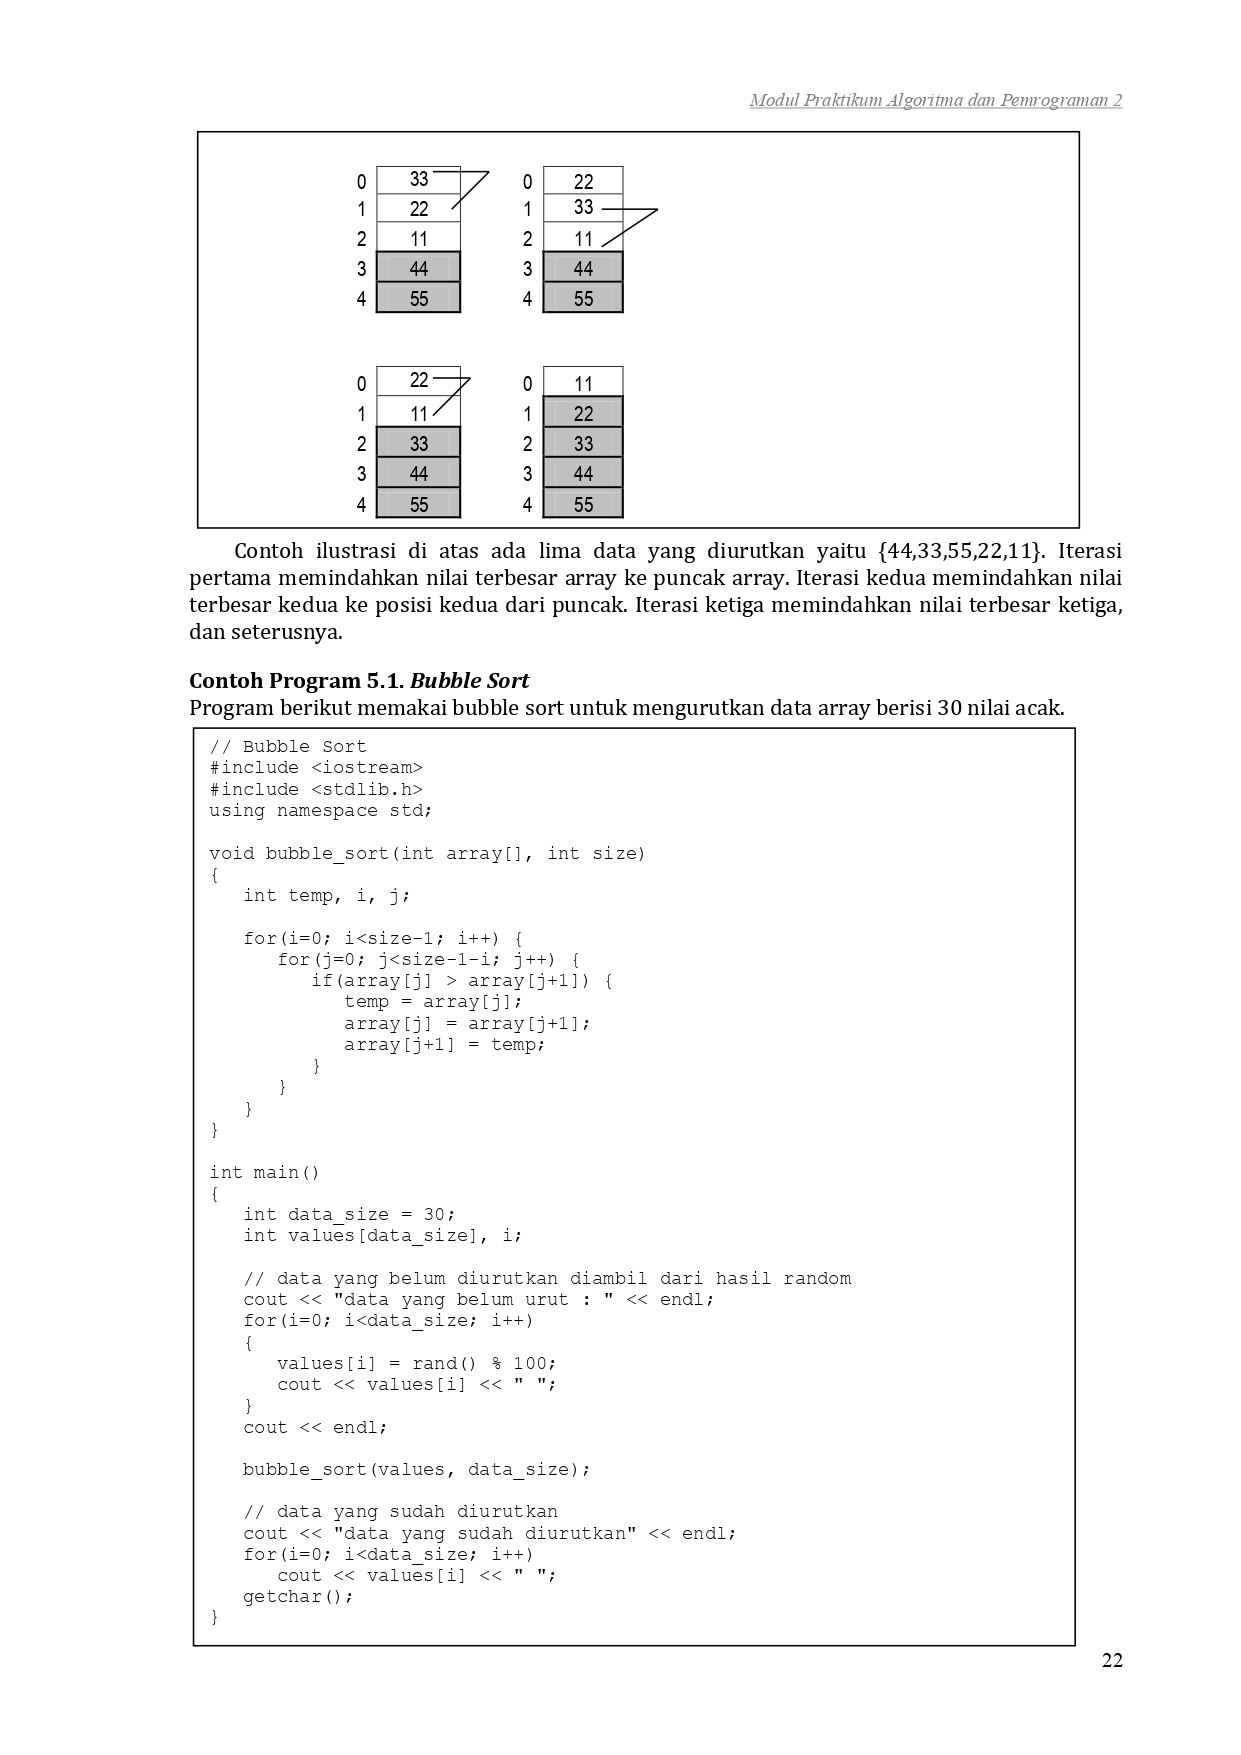 Modul Praktikum Algoritma dan Pemrograman 2
0 33 0 22
1 22 1 33
2 11 2 11
3 44 3 44
4 55 4 55
0 22 0 11
1 11 1 22
2 33 2 33
3 44 3 44
4 55 4 55
Contoh ilustrasi di atas ada lima data yang diurutkan yaitu {44,33,55,22,11}. Iterasi
pertama memindahkan nilai terbesar array ke puncak array. Iterasi kedua memindahkan nilai
terbesar kedua ke posisi kedua dari puncak. Iterasi ketiga memindahkan nilai terbesar ketiga,
dan seterusnya.
Contoh Program 5.1. Bubble Sort
Program berikut memakai bubble sort untuk mengurutkan data array berisi 30 nilai acak.
// Bubble Sort
#include <iostream>
#include <stdlib.h>
using namespace std;
void bubble_sort(int array[], int size)
{
   int temp, i, j;
   for(i=0; i<size-1; i++) {
      for(j=0; j<size-1-i; j++) {
         if(array[j] > array[j+1]) {
            temp = array[j];
            array[j] = array[j+1];
            array[j+1] = temp;
         }
      }
   }
}
int main()
{
   int data_size = 30;
   int values[data_size], i;
   // data yang belum diurutkan diambil dari hasil random
   cout << "data yang belum urut : " << endl;
   for(i=0; i<data_size; i++)
   {
      values[i] = rand() % 100;
      cout << values[i] << " ";
   }
   cout << endl;
   bubble_sort(values, data_size);
   // data yang sudah diurutkan
   cout << "data yang sudah diurutkan" << endl;
   for(i=0; i<data_size; i++)
      cout << values[i] << " ";
   getchar();
}
22